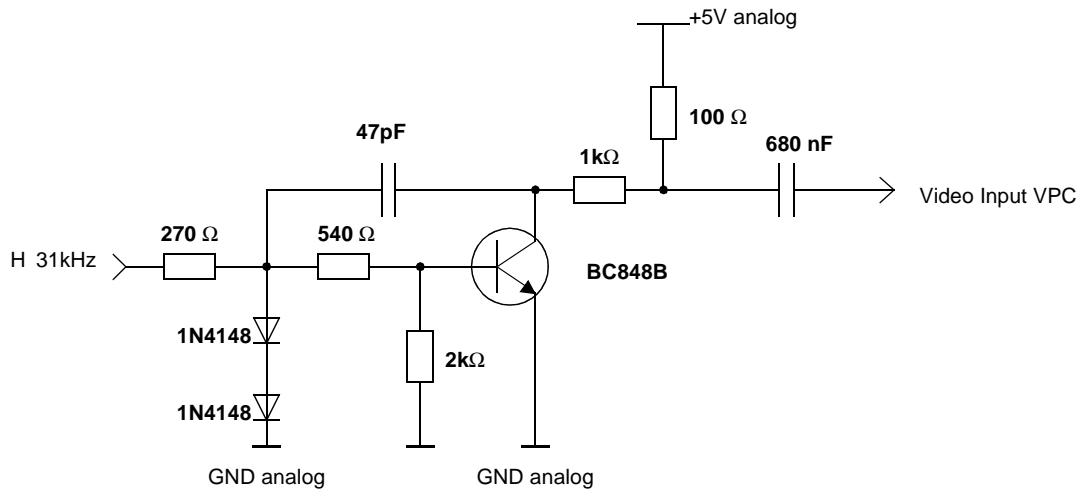 +5V analog
100 Ω
47pF
680 nF
1kΩ
Video Input VPC
270 Ω
540 Ω
H 31kHz
BC848B
1N4148
2kΩ
1N4148
GND analog
GND analog